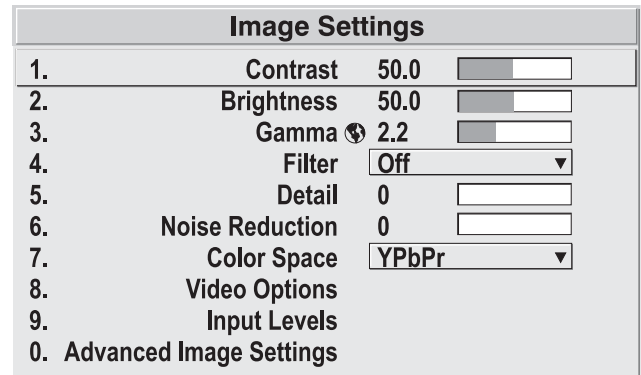 Image Settings
1. Contrast 50.0
2. Brightness 50.0
3. Gamma 2.2
4. Filter Off
5. Detail 0
6. Noise Reduction 0
7. Color Space YPbPr
8. Video Options
9. Input Levels
0. Advanced Image Settings